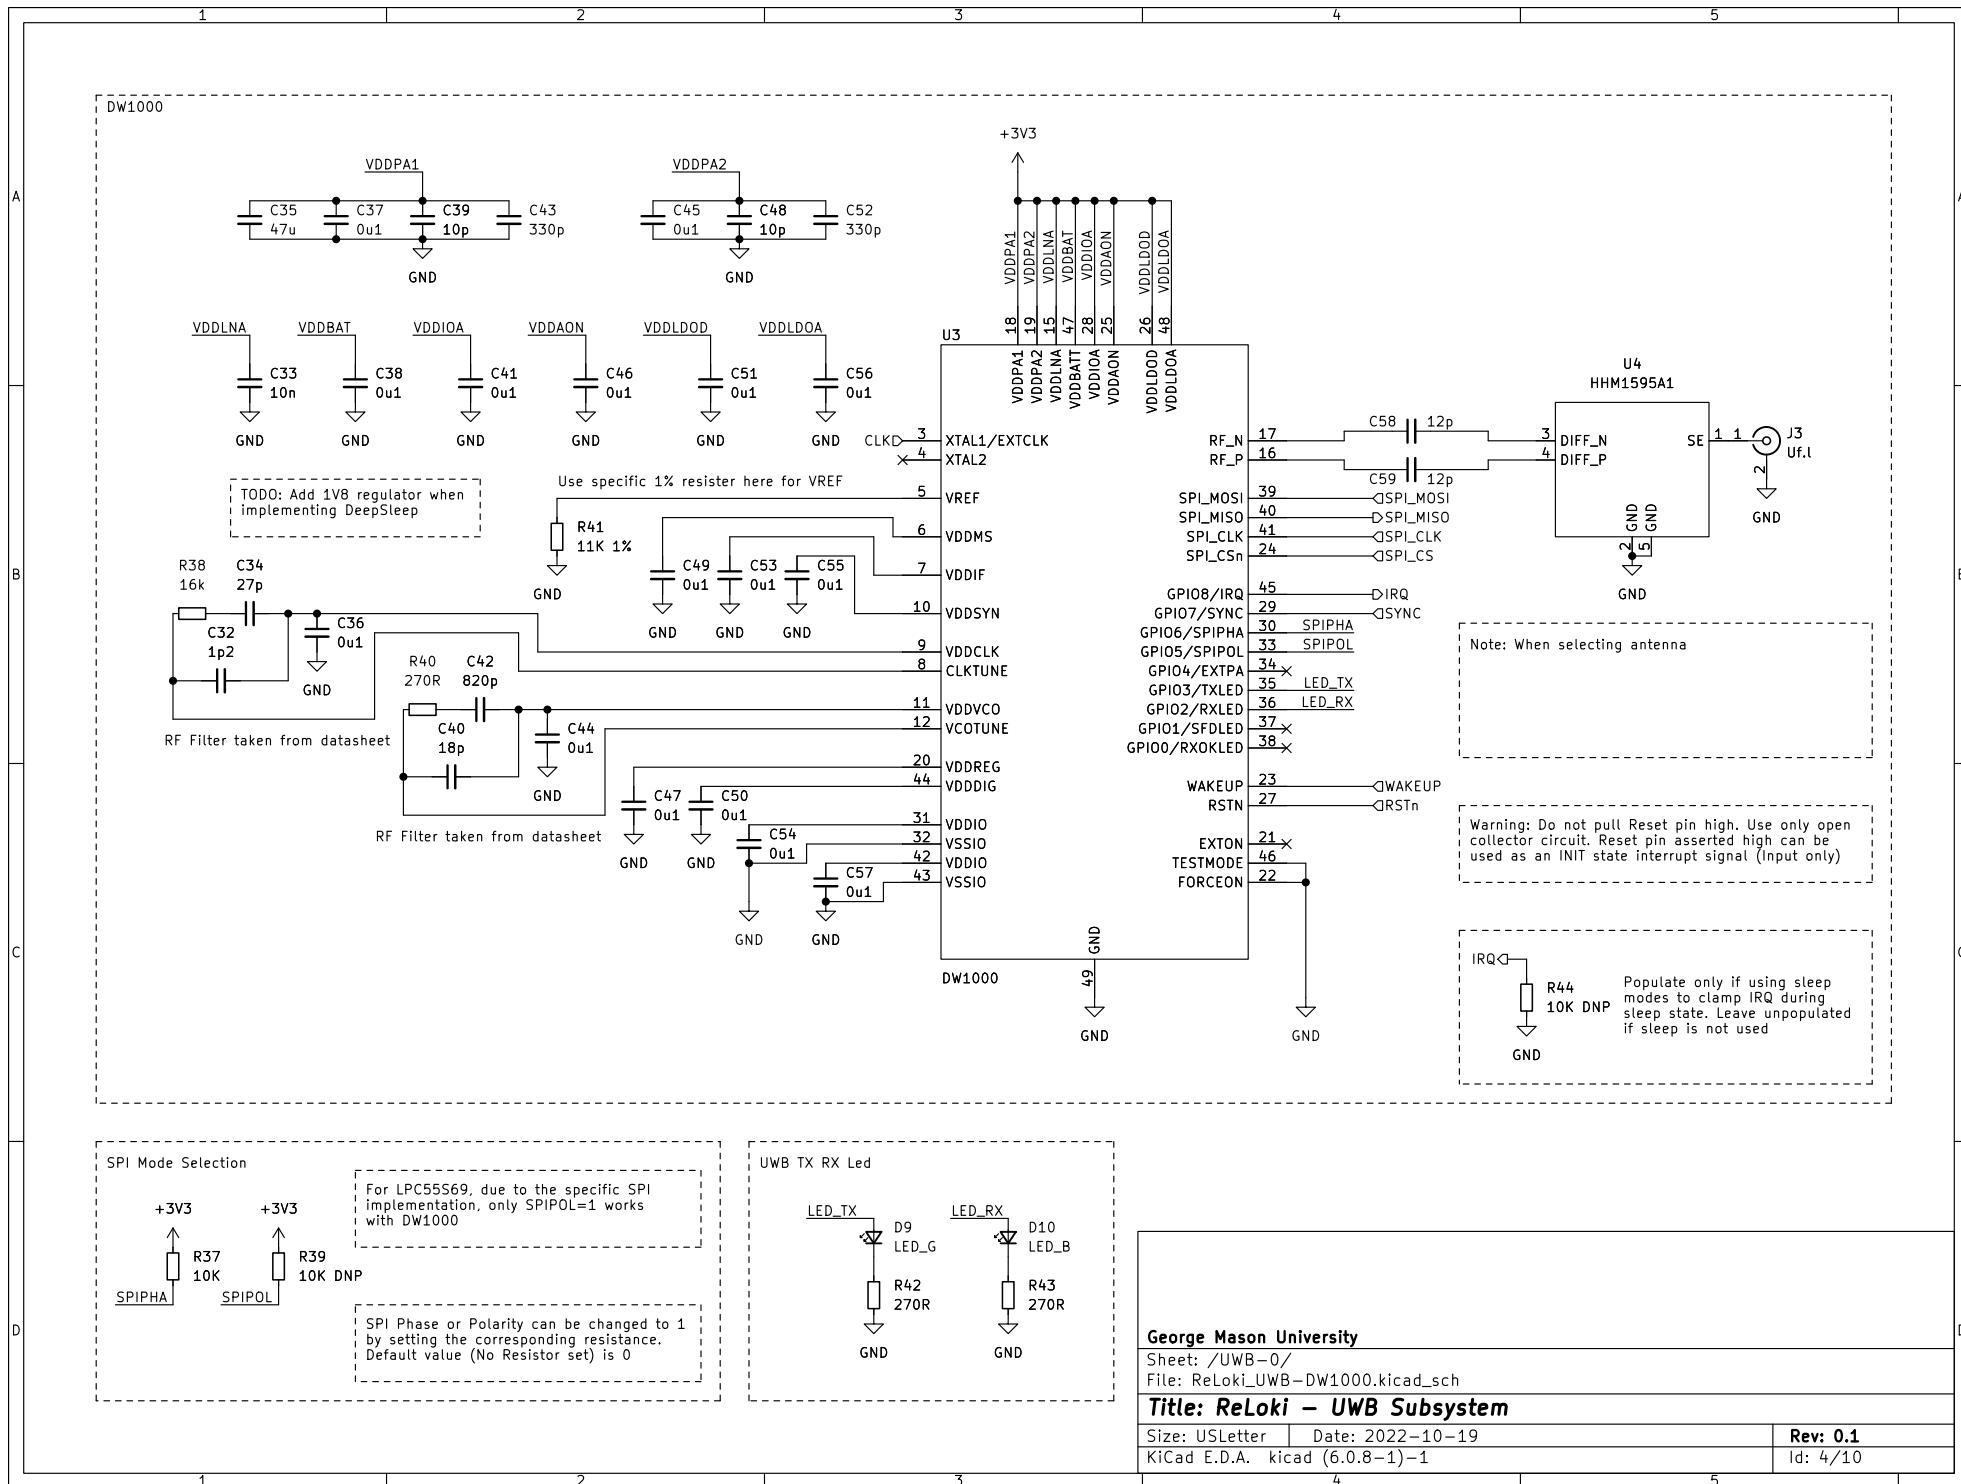 1 2 3 4 5
DW1000
+3V3
VDDPA1
VDDPA2
A
A
C35
47u
C37
0u1
C39
10p
C43
330p
C45
0u1
C48
10p
C52
330p
GND
GND
VDDPA1
VDDPA2
VDDLNA
VDDBAT
VDDIOA
VDDAON
VDDLDOD
VDDLDOA
VDDLNA
VDDBAT
VDDIOA
VDDAON
VDDLDOD
VDDLDOA
C33
10n
C38
0u1
C41
0u1
C46
0u1
C51
0u1
C56
0u1
GND
GND
GND
GND
GND
GND
U3
18 VDDPA1
19 VDDPA2
15 VDDLNA
47 VDDBATT
28 VDDIOA
25 VDDAON
26 VDDLDOD
48 VDDLDOA
CLK
3 XTAL1/EXTCLK
4 XTAL2
5 VREF
6 VDDMS
7 VDDIF
10 VDDSYN
9 VDDCLK
8 CLKTUNE
11 VDDVCO
12 VCOTUNE
20 VDDREG
44 VDDDIG
31 VDDIO
32 VSSIO
42 VDDIO
43 VSSIO
RF_N 17
RF_P 16
SPI_MOSI 39 SPI_MOSI
SPI_MISO 40 SPI_MISO
SPI_CLK 41 SPI_CLK
SPI_CSn 24 SPI_CS
GPIO8/IRQ 45 IRQ
GPIO7/SYNC 29 SYNC
GPIO6/SPIPHA 30 SPIPHA
GPIO5/SPIPOL 33 SPIPOL
GPIO4/EXTPA 34
GPIO3/TXLED 35 LED_TX
GPIO2/RXLED 36 LED_RX
GPIO1/SFDLED 37
GPIO0/RXOKLED 38
WAKEUP 23 WAKEUP
RSTN 27 RSTn
EXTON 21
TESTMODE 46
FORCEON 22
GND
49
DW1000
GND
GND
C58 12p
C59 12p
U4
HHM1595A1
3 DIFF_N
4 DIFF_P
SE 1
1
J3
Uf.l
2
GND
GND
GND
2
5
GND
TODO: Add 1V8 regulator when
implementing DeepSleep
Use specific 1% resister here for VREF
R41
11K 1%
GND
C49
0u1
C53
0u1
C55
0u1
GND
GND
GND
B
R38
16k
C34
27p
C32
1p2
C36
0u1
GND
RF Filter taken from datasheet
R40
270R
C42
820p
C40
18p
C44
0u1
GND
RF Filter taken from datasheet
C47
0u1
C50
0u1
GND
GND
C54
0u1
C57
0u1
GND
GND
Note: When selecting antenna
Warning: Do not pull Reset pin high. Use only open
collector circuit. Reset pin asserted high can be
used as an INIT state interrupt signal (Input only)
C
IRQ
R44
10K DNP
GND
Populate only if using sleep
modes to clamp IRQ during
sleep state. Leave unpopulated
if sleep is not used
SPI Mode Selection
+3V3
+3V3
R37
10K
R39
10K DNP
SPIPHA
SPIPOL
For LPC55S69, due to the specific SPI
implementation, only SPIPOL=1 works
with DW1000
SPI Phase or Polarity can be changed to 1
by setting the corresponding resistance.
Default value (No Resistor set) is 0
UWB TX RX Led
LED_TX
LED_RX
D9
LED_G
D10
LED_B
R42
270R
R43
270R
GND
GND
D
George Mason University
Sheet: /UWB-0/
File: ReLoki_UWB-DW1000.kicad_sch
Title: ReLoki – UWB Subsystem
Size: USLetter Date: 2022-10-19 Rev: 0.1
KiCad E.D.A. kicad (6.0.8-1)-1 Id: 4/10
1 2 3 4 5